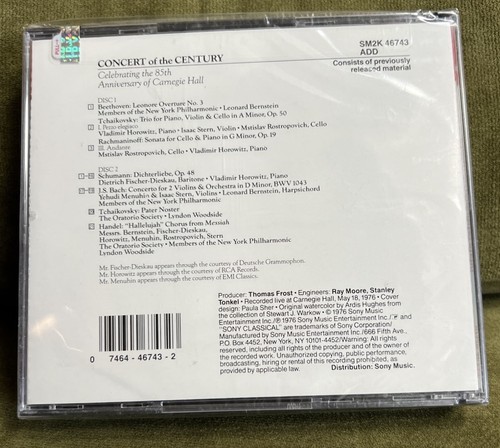 CONCERT of the CENTURY
Celebrating the 85th
Anniversary of Carnegie Hall
SM2K 46743
ADD
Consists of previously
released material
DISC 1
1 Beethoven: Leonore Overture No. 3
Members of the New York Philharmonic • Leonard Bernstein
Tchaikovsky: Trio for Piano, Violin & Cello in A Minor, Op. 50
2 I. Pezzo elegiaco
Vladimir Horowitz, Piano • Isaac Stern, Violin • Mstislav Rostropovich, Cello
Rachmaninoff: Sonata for Cello & Piano in G Minor, Op. 19
3 III. Andante
Mstislav Rostropovich, Cello • Vladimir Horowitz, Piano
DISC 2
Schumann: Dichterliebe, Op. 48
Dietrich Fischer-Dieskau, Baritone • Vladimir Horowitz, Piano
J.S. Bach: Concerto for 2 Violins & Orchestra in D Minor, BWV 1043
Yehudi Menuhin & Isaac Stern, Violins • Leonard Bernstein, Harpsichord
Members of the New York Philharmonic
Tchaikovsky: Pater Noster
The Oratorio Society • Lyndon Woodside
Handel: "Hallelujah" Chorus from Messiah
Messrs. Bernstein, Fischer-Dieskau,
Horowitz, Menuhin, Rostropovich, Stern
The Oratorio Society • Members of the New York Philharmonic
Lyndon Woodside
Mr. Fischer-Dieskau appears through the courtesy of Deutsche Grammophon.
Mr. Horowitz appears through the courtesy of RCA Records.
Mr. Menuhin appears through the courtesy of EMI Classics.
Producer: Thomas Frost • Engineers: Ray Moore, Stanley
Tonkel • Recorded live at Carnegie Hall, May 18, 1976 • Cover
design: Paula Sher • Original watercolor by Ardis Hughes from
the collection of Stewart J. Warkow / © 1976 Sony Music
Entertainment Inc./℗ 1976 Sony Music Entertainment Inc./
"SONY CLASSICAL" are trademarks of Sony Corporation/
Manufactured by Sony Music Entertainment Inc./666 Fifth Ave.,
P.O. Box 4452, New York, NY 10101-4452/Warning: All rights
reserved, including all rights of the producer and of the owner of
the recorded work. Unauthorized copying, public performance,
broadcasting, hiring or rental of this recording prohibited, as
provided by applicable law.
Distribution: Sony Music.
0 7464-46743-2